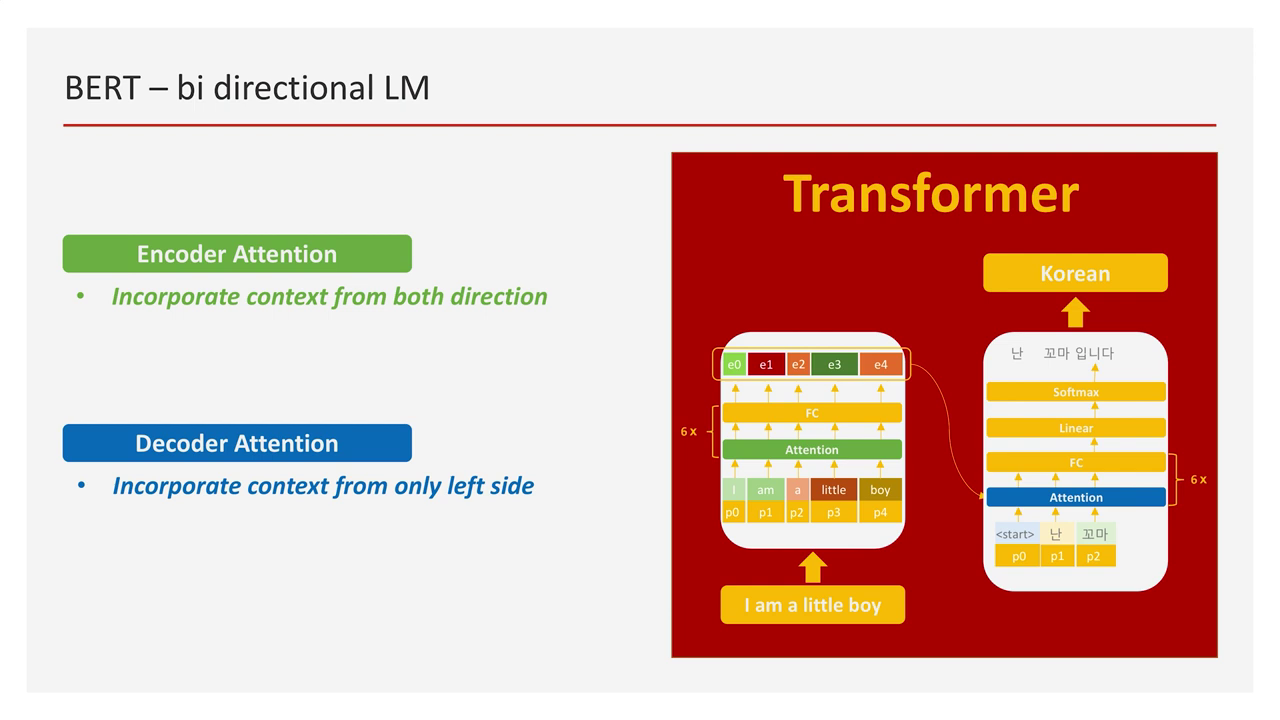 BERT – bi directional LM
Encoder Attention
• Incorporate context from both direction
Decoder Attention
• Incorporate context from only left side
Transformer
e0 e1 e2 e3 e4
FC
6 x
Attention
I am a little boy
p0 p1 p2 p3 p4
I am a little boy
Korean
난 꼬마 입니다
Softmax
Linear
FC
6 x
Attention
<start> 난 꼬마
p0 p1 p2